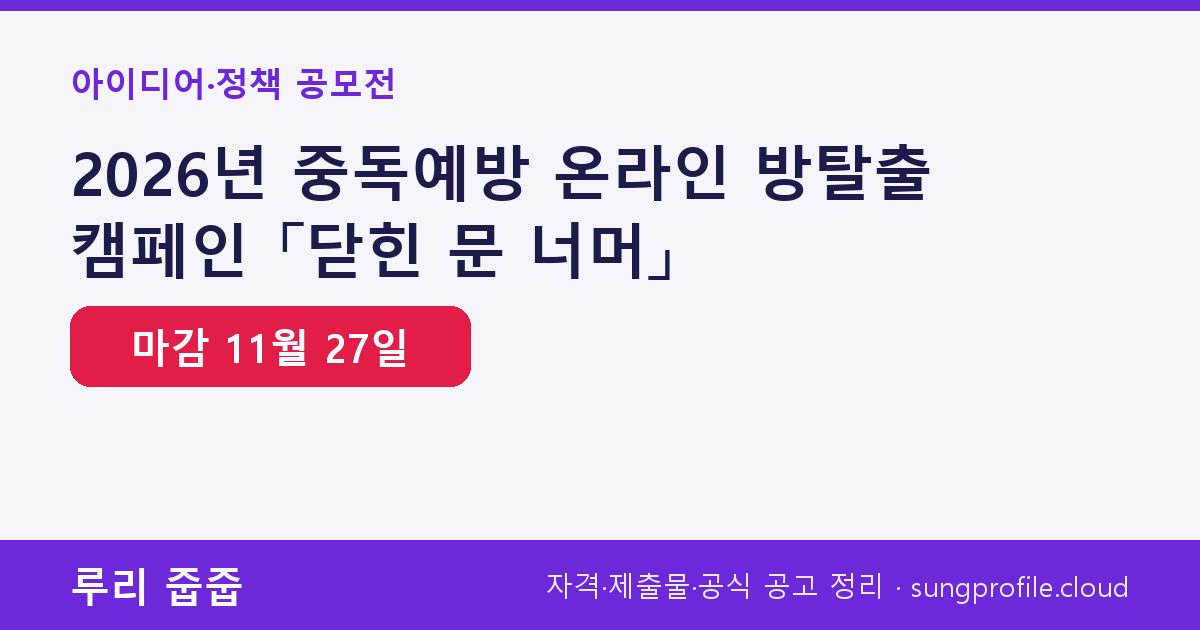 아이디어·정책 공모전
2026년 중독예방 온라인 방탈출
캠페인 「닫힌 문 너머」
마감 11월 27일
루리 줍줍
자격·제출물·공식 공고 정리 · sungprofile.cloud